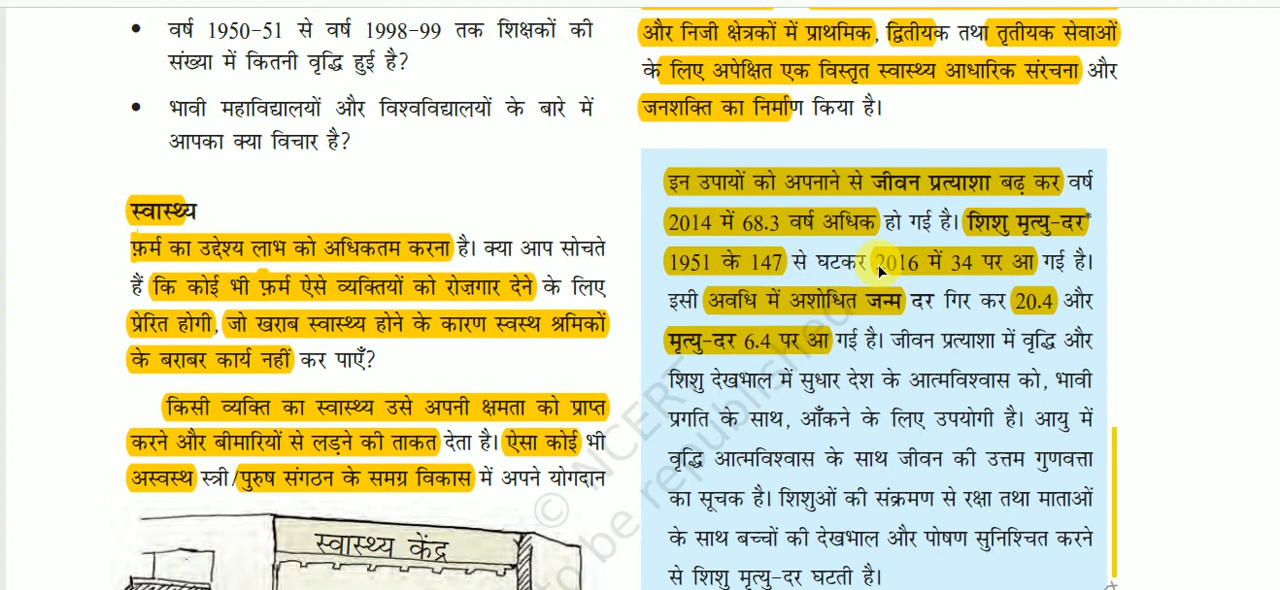 • वर्ष 1950-51 से वर्ष 1998-99 तक शिक्षकों की
संख्या में कितनी वृद्धि हुई है?
• भावी महाविद्यालयों और विश्वविद्यालयों के बारे में
आपका क्या विचार है?
स्वास्थ्य
फ़र्म का उद्देश्य लाभ को अधिकतम करना है। क्या आप सोचते
हैं कि कोई भी फ़र्म ऐसे व्यक्तियों को रोज़गार देने के लिए
प्रेरित होगी, जो खराब स्वास्थ्य होने के कारण स्वस्थ श्रमिकों
के बराबर कार्य नहीं कर पाएँ?
किसी व्यक्ति का स्वास्थ्य उसे अपनी क्षमता को प्राप्त
करने और बीमारियों से लड़ने की ताकत देता है। ऐसा कोई भी
अस्वस्थ स्त्री/पुरुष संगठन के समग्र विकास में अपने योगदान
स्वास्थ्य केंद्र
और निजी क्षेत्रकों में प्राथमिक, द्वितीयक तथा तृतीयक सेवाओं
के लिए अपेक्षित एक विस्तृत स्वास्थ्य आधारिक संरचना और
जनशक्ति का निर्माण किया है।
इन उपायों को अपनाने से जीवन प्रत्याशा बढ़ कर वर्ष
2014 में 68.3 वर्ष अधिक हो गई है। शिशु मृत्यु-दर*
1951 के 147 से घटकर 2016 में 34 पर आ गई है।
इसी अवधि में अशोधित जन्म दर गिर कर 20.4 और
मृत्यु-दर 6.4 पर आ गई है। जीवन प्रत्याशा में वृद्धि और
शिशु देखभाल में सुधार देश के आत्मविश्वास को, भावी
प्रगति के साथ, आँकने के लिए उपयोगी है। आयु में
वृद्धि आत्मविश्वास के साथ जीवन की उत्तम गुणवत्ता
का सूचक है। शिशुओं की संक्रमण से रक्षा तथा माताओं
के साथ बच्चों की देखभाल और पोषण सुनिश्चित करने
से शिशु मृत्यु-दर घटती है।
© NCERT
to be republished